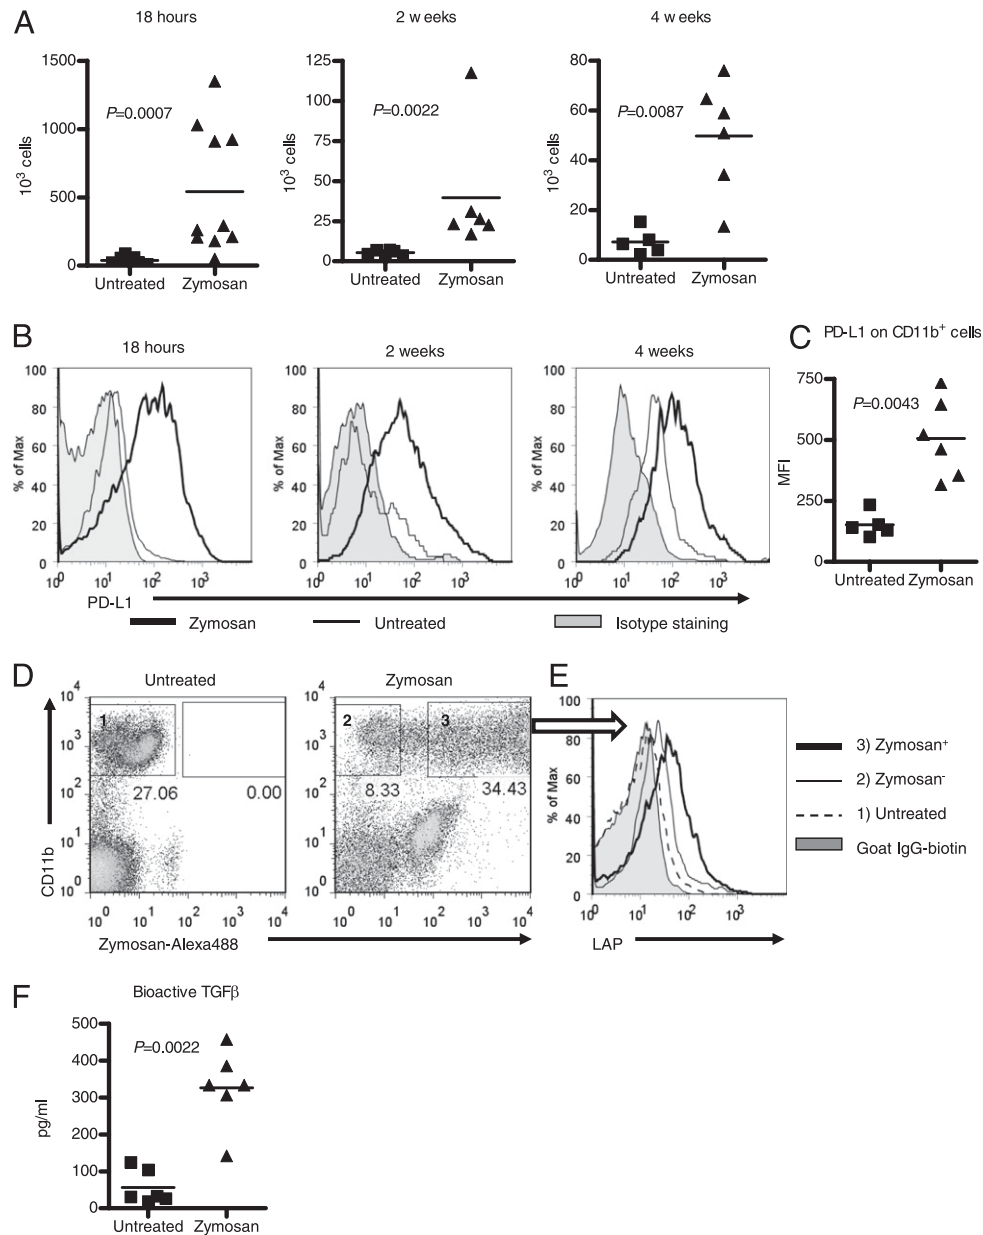 A
18 hours
2 weeks
4 weeks
1500
1000
500
0
10³ cells
P=0.0007
Untreated Zymosan
125
100
75
50
25
0
10³ cells
P=0.0022
Untreated Zymosan
80
60
40
20
0
10³ cells
P=0.0087
Untreated Zymosan
B
18 hours
2 weeks
4 weeks
100
80
60
40
20
0
% of Max
10⁰ 10¹ 10² 10³
100
80
60
40
20
0
% of Max
10⁰ 10¹ 10² 10³
100
80
60
40
20
0
% of Max
10⁰ 10¹ 10² 10³
PD-L1
Zymosan
Untreated
Isotype staining
C
PD-L1 on CD11b⁺ cells
750
500
250
0
MFI
P=0.0043
Untreated Zymosan
D
Untreated
Zymosan
10⁴
10³
10²
10¹
10⁰
CD11b
1
27.06
0.00
10⁰ 10¹ 10² 10³ 10⁴
10⁴
10³
10²
10¹
10⁰
2
3
8.33
34.43
10⁰ 10¹ 10² 10³ 10⁴
Zymosan-Alexa488
E
100
80
60
40
20
0
% of Max
10⁰ 10¹ 10² 10³
LAP
3) Zymosan⁺
2) Zymosan⁻
1) Untreated
Goat IgG-biotin
F
Bioactive TGFβ
500
400
300
200
100
0
pg/ml
P=0.0022
Untreated Zymosan